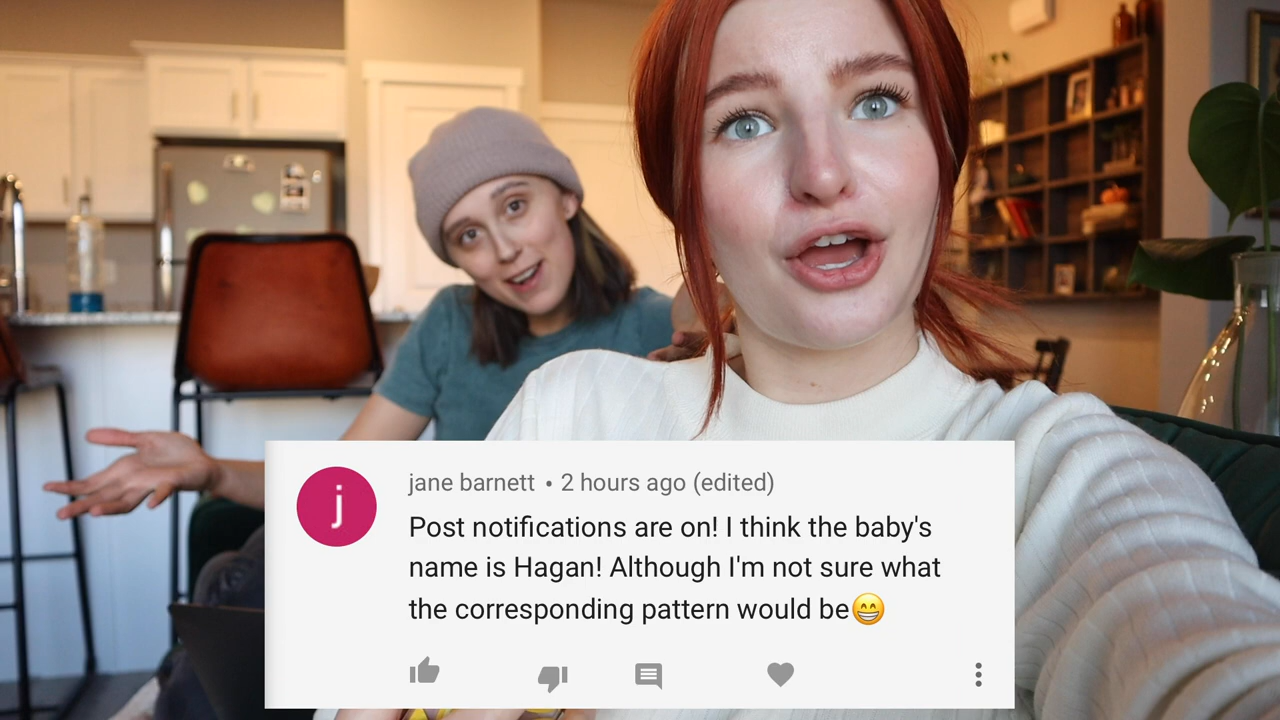 j
jane barnett • 2 hours ago (edited)
Post notifications are on! I think the baby's
name is Hagan! Although I'm not sure what
the corresponding pattern would be😁